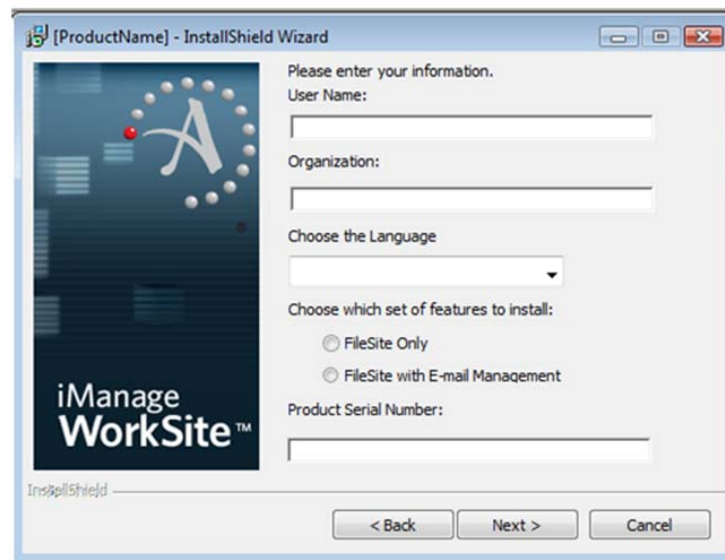 [ProductName] - InstallShield Wizard
Please enter your information.
User Name:
Organization:
Choose the Language
Choose which set of features to install:
FileSite Only
FileSite with E-mail Management
Product Serial Number:
A
iManage
WorkSite™
InstallShield
< Back Next > Cancel